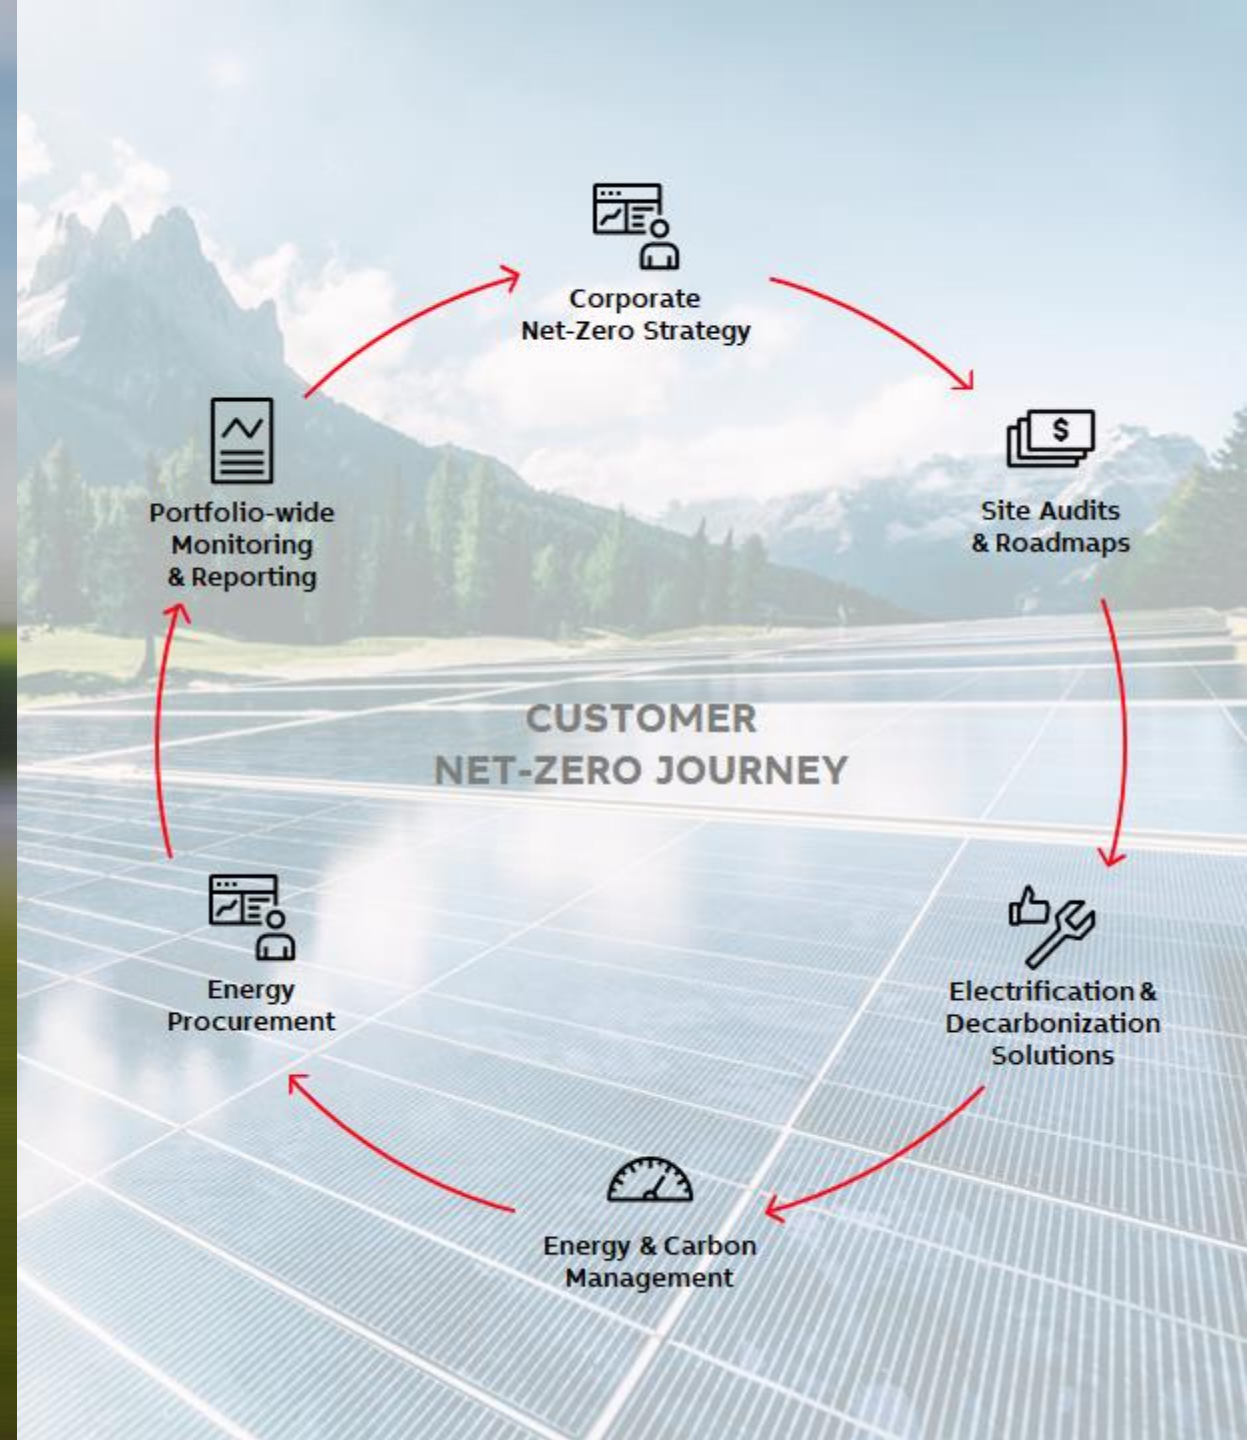 Corporate
Net-Zero Strategy
$
Site Audits
& Roadmaps
Portfolio-wide
Monitoring
& Reporting
CUSTOMER
NET-ZERO JOURNEY
Energy
Procurement
Electrification &
Decarbonization
Solutions
Energy & Carbon
Management